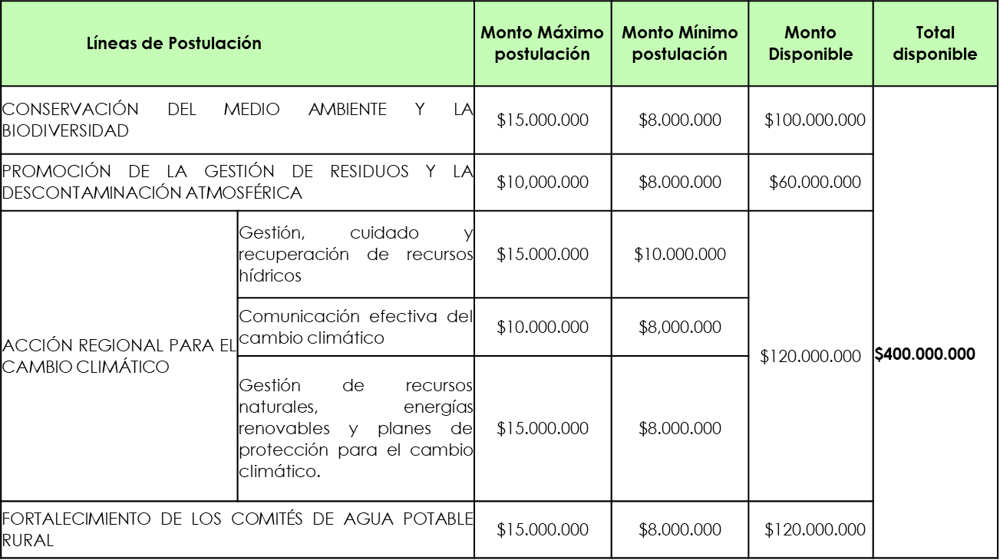 Líneas de Postulación
Monto Máximo
postulación
Monto Mínimo
postulación
Monto
Disponible
Total
disponible
CONSERVACIÓN DEL MEDIO AMBIENTE Y LA
BIODIVERSIDAD
$15.000.000
$8.000.000
$100.000.000
PROMOCIÓN DE LA GESTIÓN DE RESIDUOS Y LA
DESCONTAMINACIÓN ATMOSFÉRICA
$10,000.000
$8.000.000
$60.000.000
ACCIÓN REGIONAL PARA EL
CAMBIO CLIMÁTICO
Gestión, cuidado y
recuperación de recursos
hídricos
$15.000.000
$10.000.000
Comunicación efectiva del
cambio climático
$10.000.000
$8,000.000
Gestión de recursos
naturales, energías
renovables y planes de
protección para el cambio
climático.
$15.000.000
$8.000.000
$120.000.000
$400.000.000
FORTALECIMIENTO DE LOS COMITÉS DE AGUA POTABLE
RURAL
$15.000.000
$8.000.000
$120.000.000